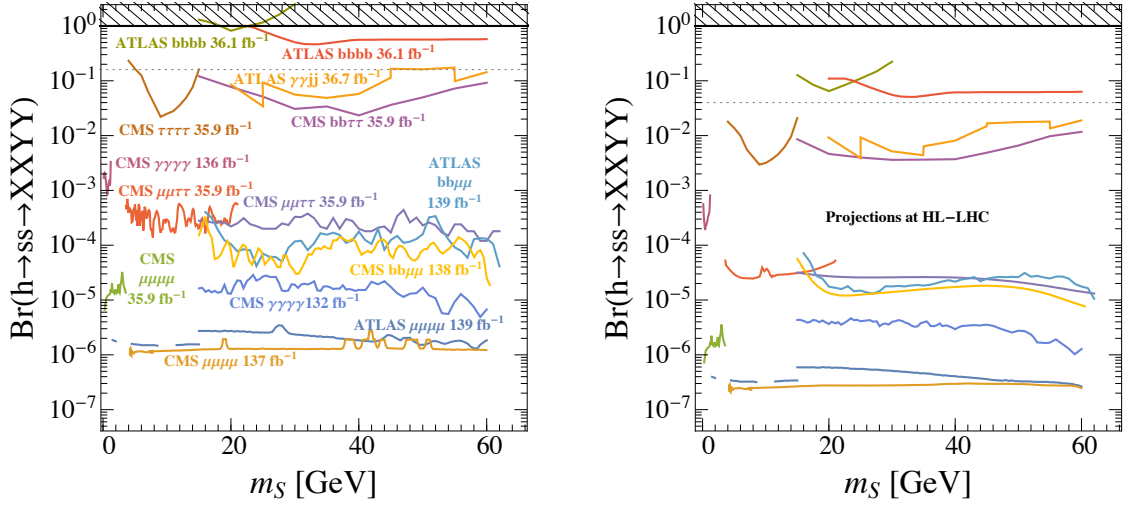 Br(h→ss→XXYY)
10⁰
10⁻¹
10⁻²
10⁻³
10⁻⁴
10⁻⁵
10⁻⁶
10⁻⁷
ATLAS bbbb 36.1 fb⁻¹
ATLAS bbbb 36.1 fb⁻¹
ATLAS γγjj 36.7 fb⁻¹
CMS bbττ 35.9 fb⁻¹
CMS ττττ 35.9 fb⁻¹
CMS γγγγ 136 fb⁻¹
ATLAS
bbμμ
139 fb⁻¹
CMS μμττ 35.9 fb⁻¹
CMS μμττ 35.9 fb⁻¹
CMS
μμμμ
35.9 fb⁻¹
CMS bbμμ 138 fb⁻¹
CMS γγγγ132 fb⁻¹
ATLAS μμμμ 139 fb⁻¹
CMS μμμμ 137 fb⁻¹
0 20 40 60
m_S [GeV]
Br(h→ss→XXYY)
10⁰
10⁻¹
10⁻²
10⁻³
10⁻⁴
10⁻⁵
10⁻⁶
10⁻⁷
Projections at HL−LHC
0 20 40 60
m_S [GeV]